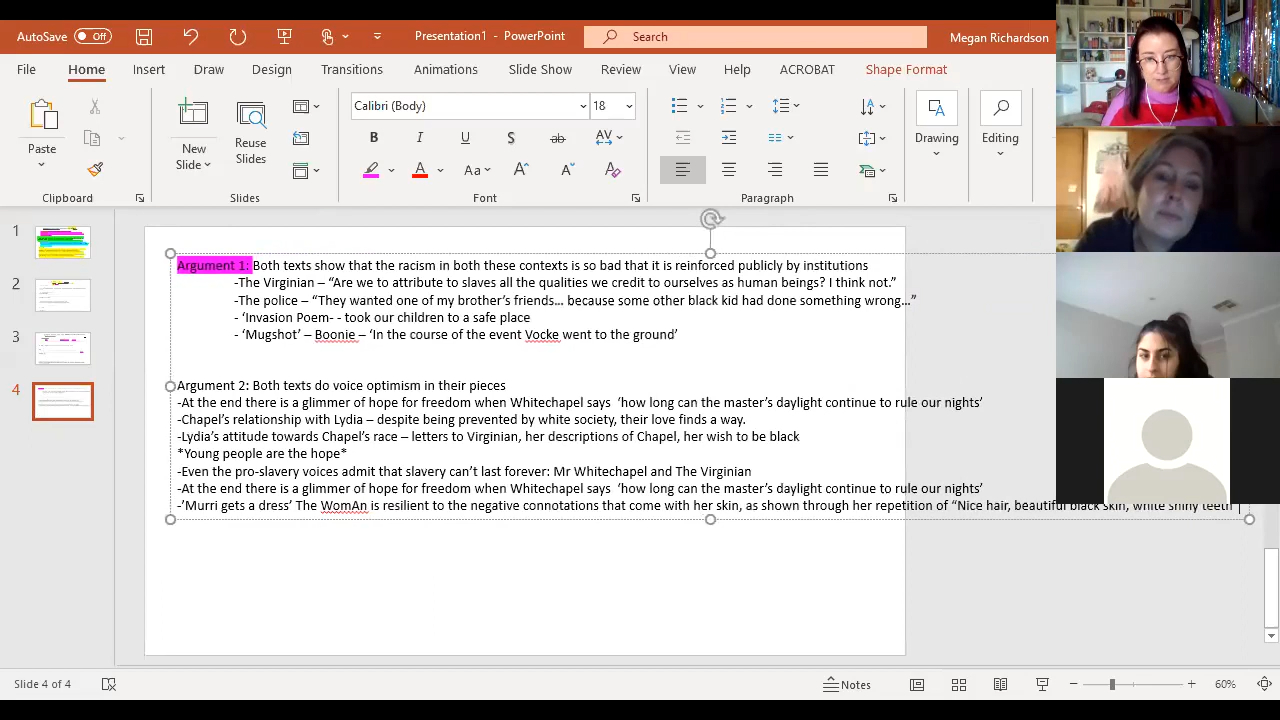 AutoSave Off
Presentation1 - PowerPoint
Search
Megan Richardson
File Home Insert Draw Design Transitions Animations Slide Show Review View Help ACROBAT Shape Format
Calibri (Body) 18
Paste
New Slide
Reuse Slides
Drawing
Editing
Clipboard Slides Font Paragraph
1
2
3
4
Argument 1: Both texts show that the racism in both these contexts is so bad that it is reinforced publicly by institutions
-The Virginian – “Are we to attribute to slaves all the qualities we credit to ourselves as human beings? I think not.”
-The police – “They wanted one of my brother’s friends... because some other black kid had done something wrong...”
- ‘Invasion Poem- - took our children to a safe place
- ‘Mugshot’ – Boonie – ‘In the course of the event Vocke went to the ground’
Argument 2: Both texts do voice optimism in their pieces
-At the end there is a glimmer of hope for freedom when Whitechapel says ‘how long can the master’s daylight continue to rule our nights’
-Chapel’s relationship with Lydia – despite being prevented by white society, their love finds a way.
-Lydia’s attitude towards Chapel’s race – letters to Virginian, her descriptions of Chapel, her wish to be black
*Young people are the hope*
-Even the pro-slavery voices admit that slavery can’t last forever: Mr Whitechapel and The Virginian
-At the end there is a glimmer of hope for freedom when Whitechapel says ‘how long can the master’s daylight continue to rule our nights’
-’Murri gets a dress’ The WomAn is resilient to the negative connotations that come with her skin, as shown through her repetition of “Nice hair, beautiful black skin, white shiny teeth
Slide 4 of 4
Notes
60%